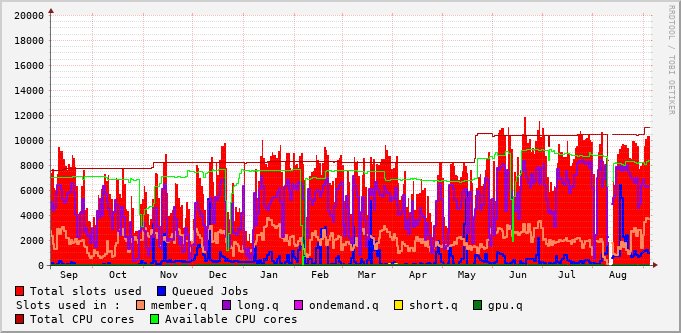 20000
18000
16000
14000
12000
10000
8000
6000
4000
2000
0
Sep Oct Nov Dec Jan Feb Mar Apr May Jun Jul Aug
Total slots used Queued Jobs
Slots used in : member.q long.q ondemand.q short.q gpu.q
Total CPU cores Available CPU cores
RRDTOOL / TOBI OETIKER